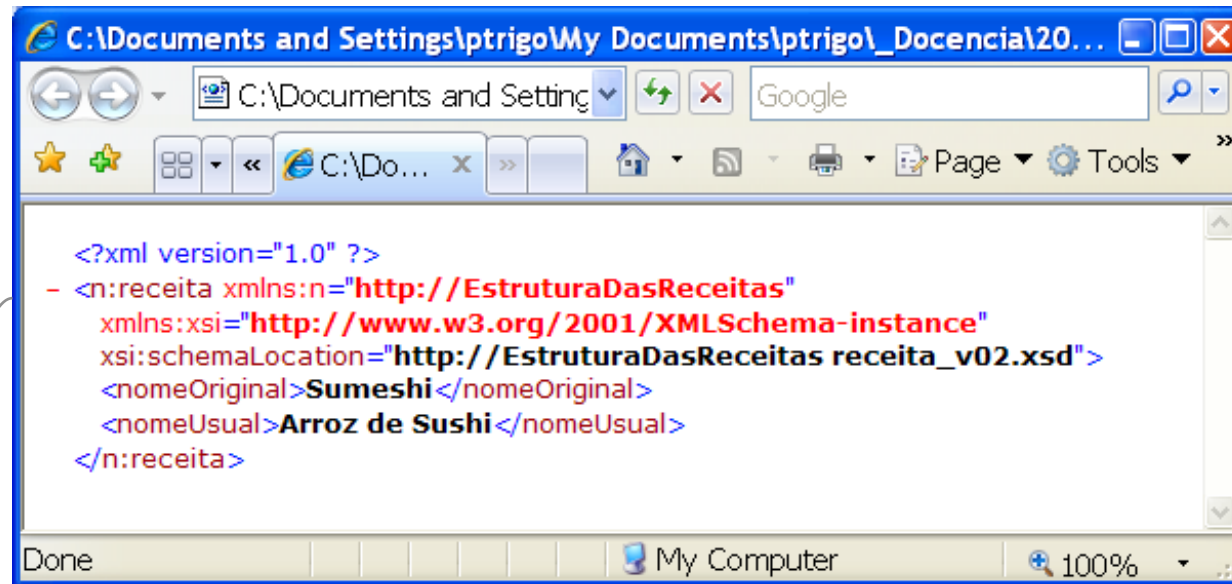 C:\Documents and Settings\ptrigo\My Documents\ptrigo\_Docencia\20...
C:\Documents and Setting
Google
C:\Do...
Page
Tools
<?xml version="1.0" ?>
- <n:receita xmlns:n="http://EstruturaDasReceitas"
xmlns:xsi="http://www.w3.org/2001/XMLSchema-instance"
xsi:schemaLocation="http://EstruturaDasReceitas receita_v02.xsd">
<nomeOriginal>Sumeshi</nomeOriginal>
<nomeUsual>Arroz de Sushi</nomeUsual>
</n:receita>
Done
My Computer
100%